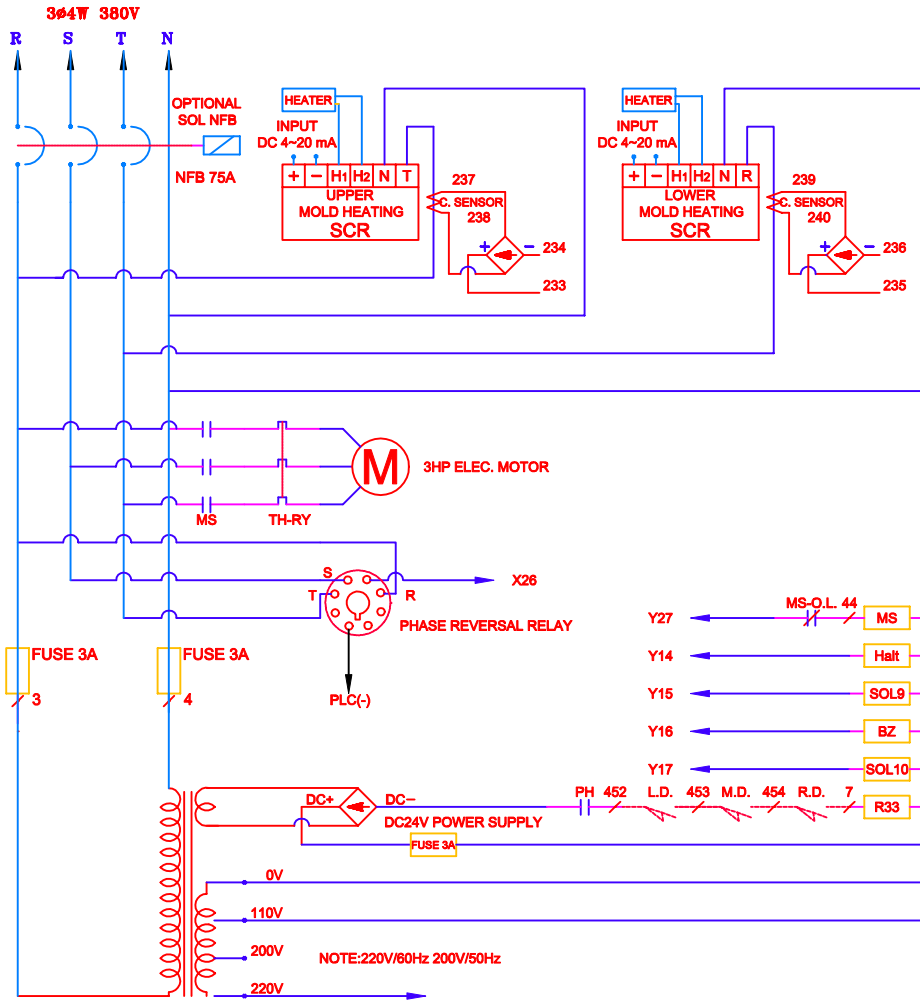 3ø4W 380V
R S T N
OPTIONAL
SOL NFB
NFB 75A
HEATER
INPUT
DC 4~20 mA
+ − H1 H2 N T
UPPER
MOLD HEATING
SCR
237
C. SENSOR
238
+ − 234
233
HEATER
INPUT
DC 4~20 mA
+ − H1 H2 N R
LOWER
MOLD HEATING
SCR
239
C. SENSOR
240
+ − 236
235
M
3HP ELEC. MOTOR
MS TH-RY
S
X26
T R
PHASE REVERSAL RELAY
PLC(-)
FUSE 3A
3
FUSE 3A
4
Y27 MS-O.L. 44 MS
Y14 Halt
Y15 SOL9
Y16 BZ
Y17 SOL10
DC+ DC− PH 452 L.D. 453 M.D. 454 R.D. 7 R33
DC24V POWER SUPPLY
FUSE 3A
0V
110V
200V
NOTE:220V/60Hz 200V/50Hz
220V